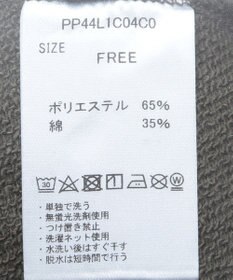 PP44L1C04C0
SIZE
FREE
ポリエステル 65%
綿 35%
・単独で洗う
・無蛍光洗剤使用
・つけ置き禁止
・洗濯ネット使用
・水洗い後はすぐ干す
・脱水は短時間で行う